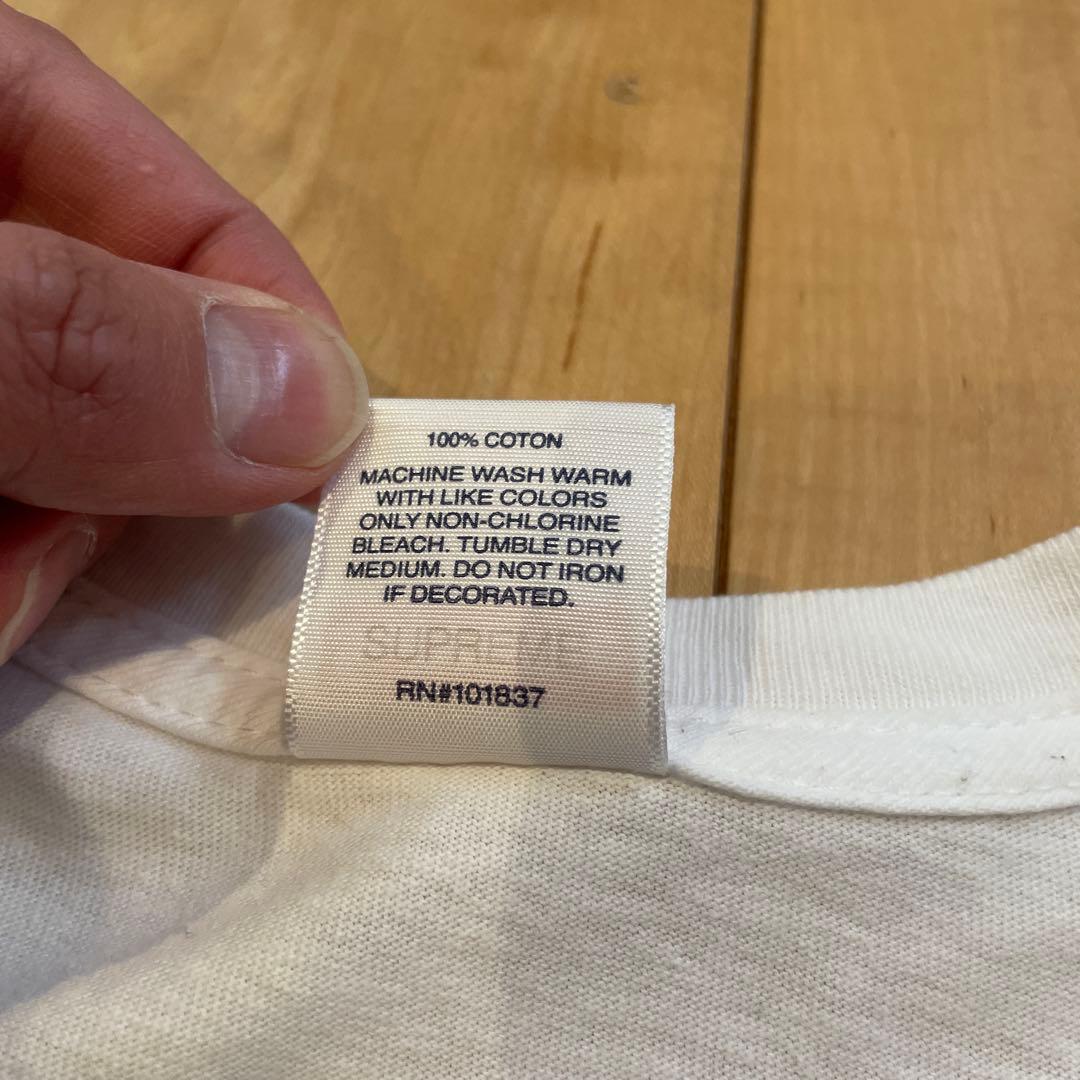 100% COTON
MACHINE WASH WARM
WITH LIKE COLORS
ONLY NON-CHLORINE
BLEACH. TUMBLE DRY
MEDIUM. DO NOT IRON
IF DECORATED.
SUPREME
RN#101837